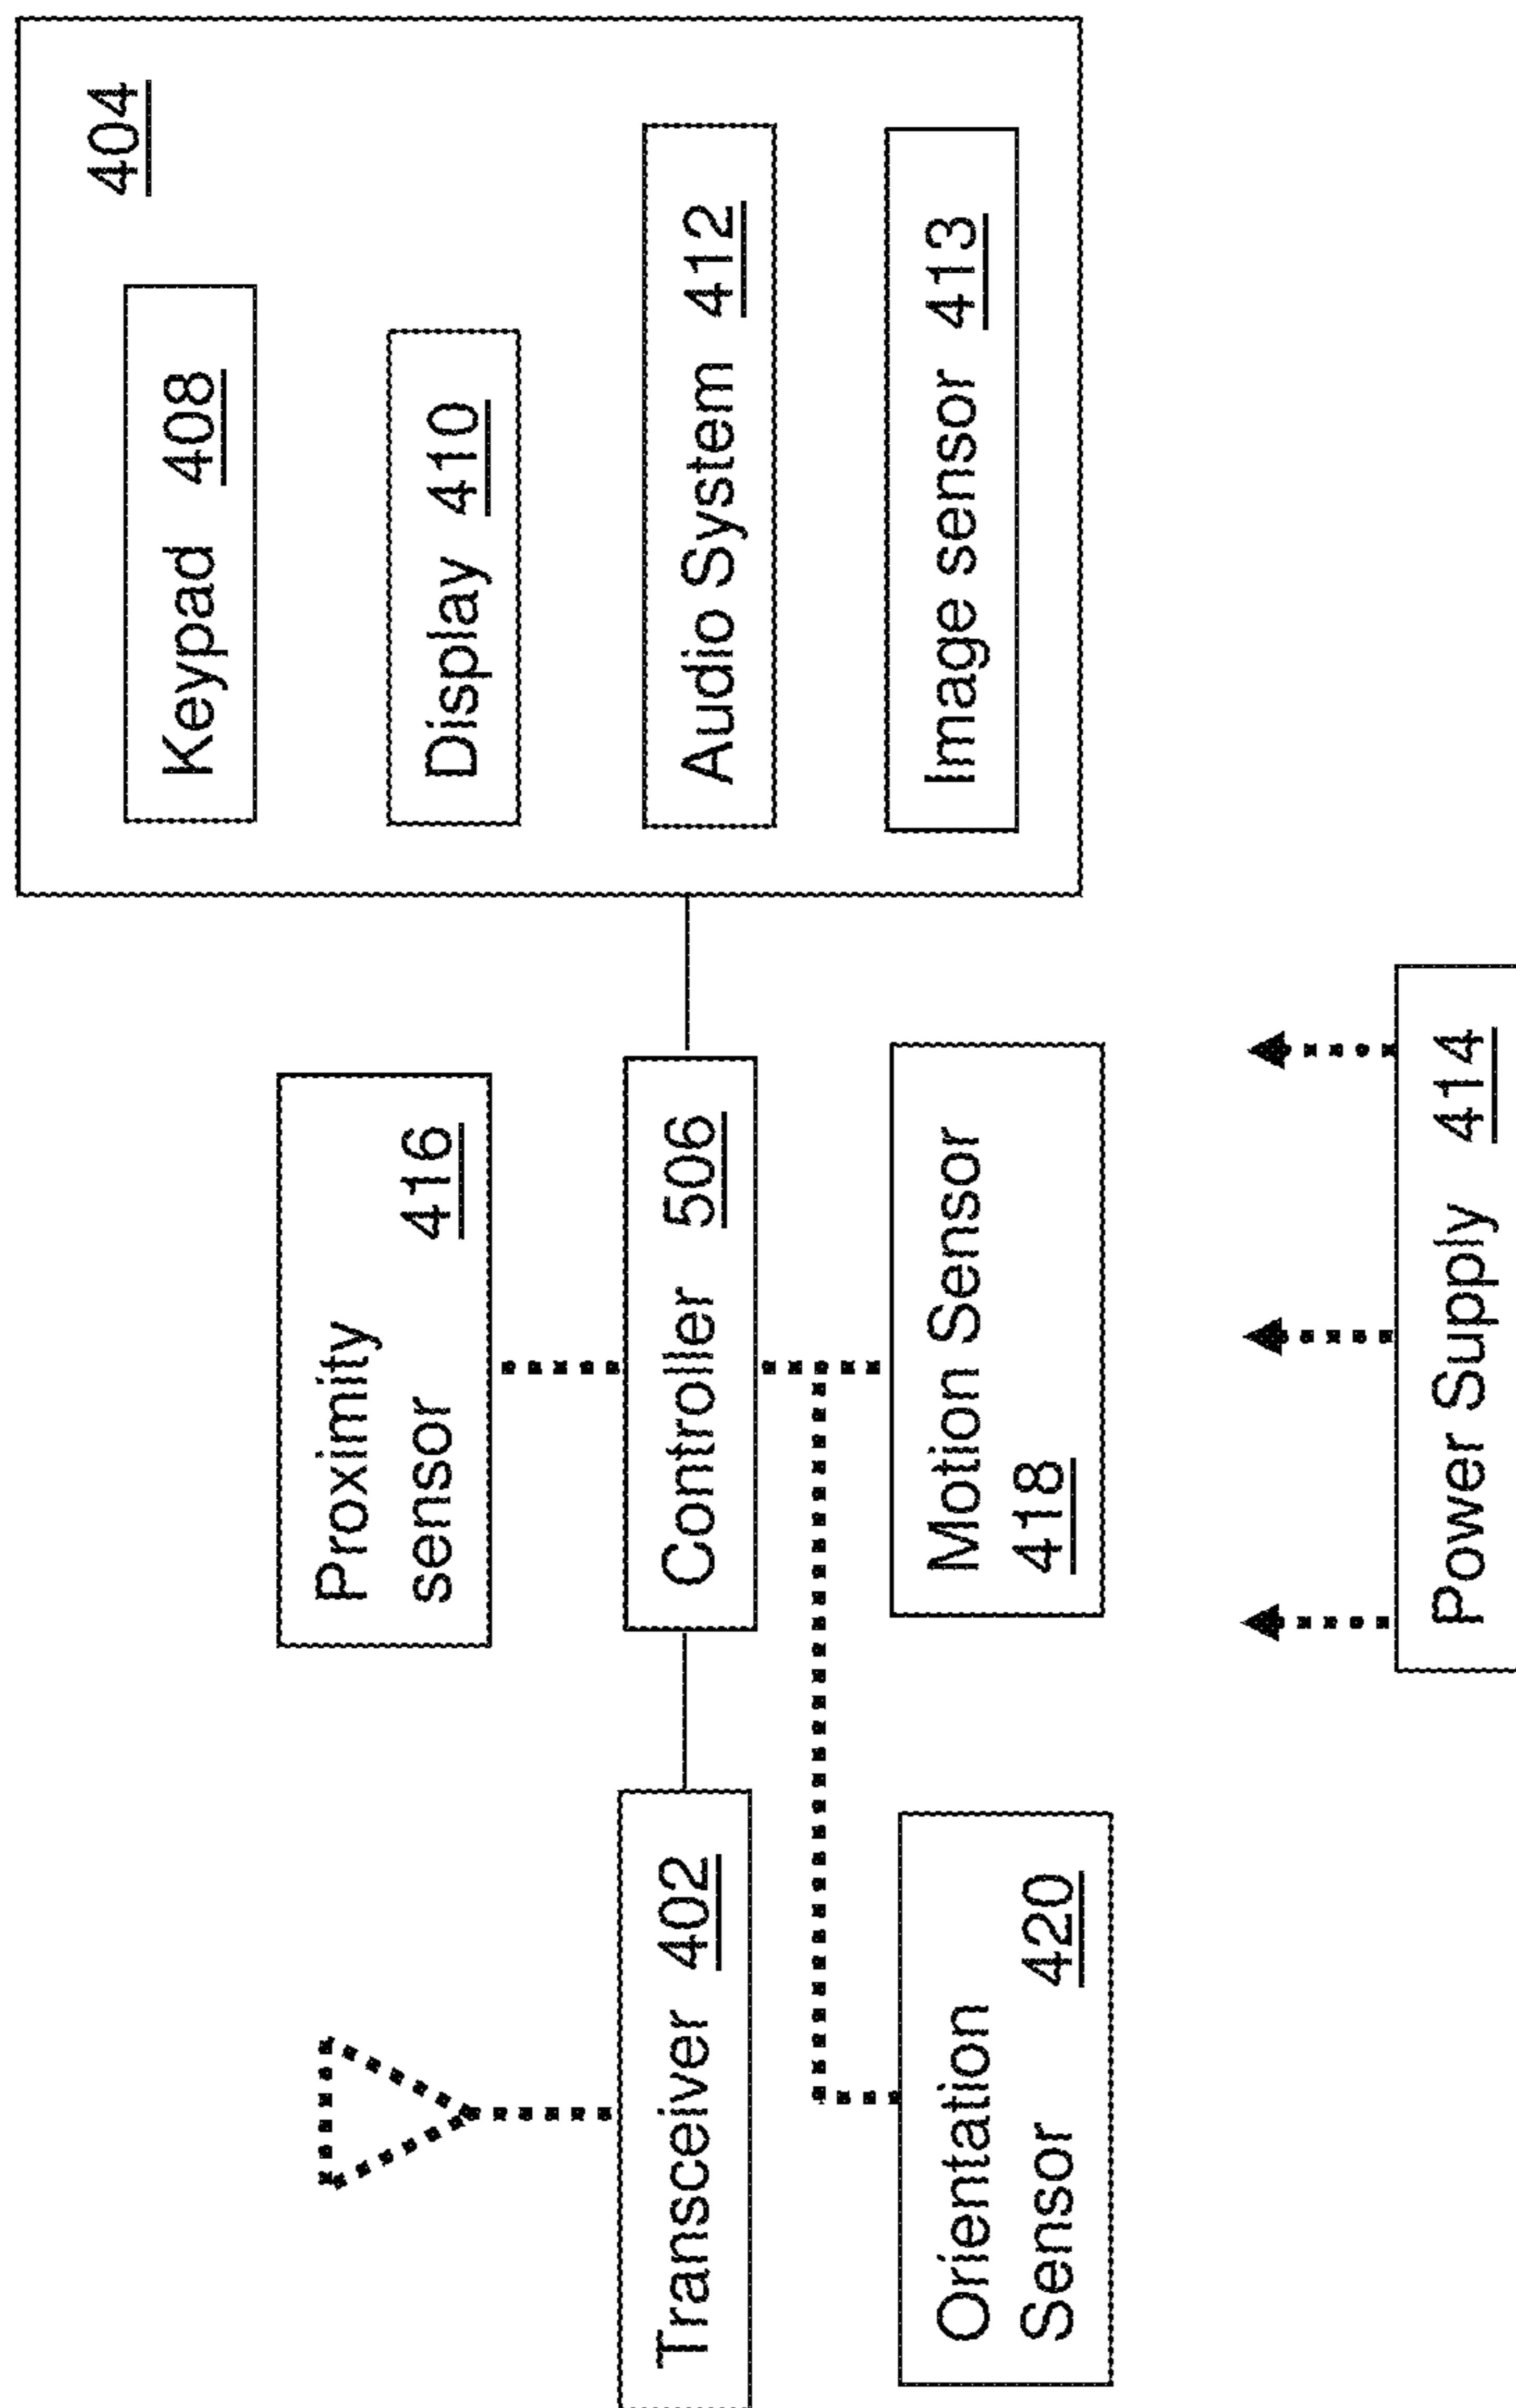 404
Keypad 408
Display 410
Audio System 412
Image sensor 413
Proximity
sensor 416
Controller 506
Motion Sensor
418
Transceiver 402
Orientation
Sensor 420
Power Supply 414